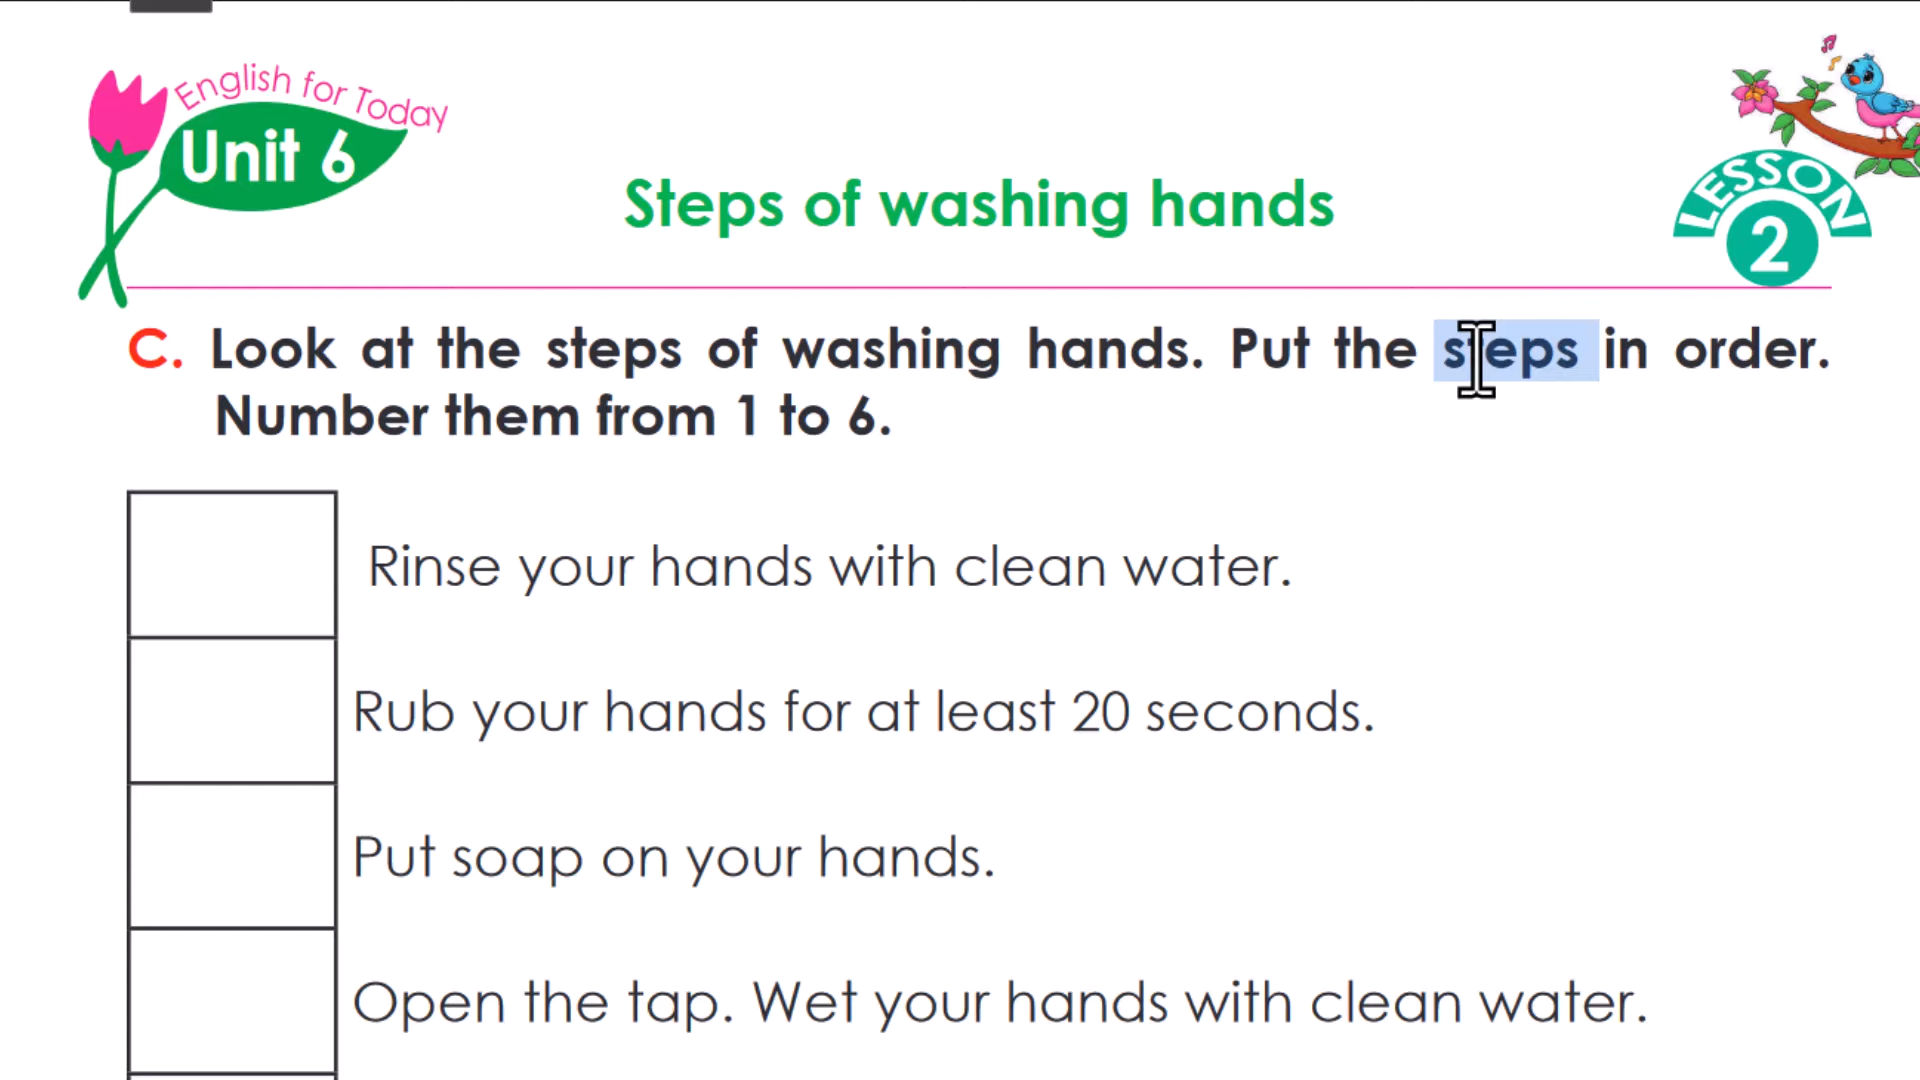 English for Today
Unit 6
Steps of washing hands
LESSON
2
C. Look at the steps of washing hands. Put the steps in order.
Number them from 1 to 6.
Rinse your hands with clean water.
Rub your hands for at least 20 seconds.
Put soap on your hands.
Open the tap. Wet your hands with clean water.